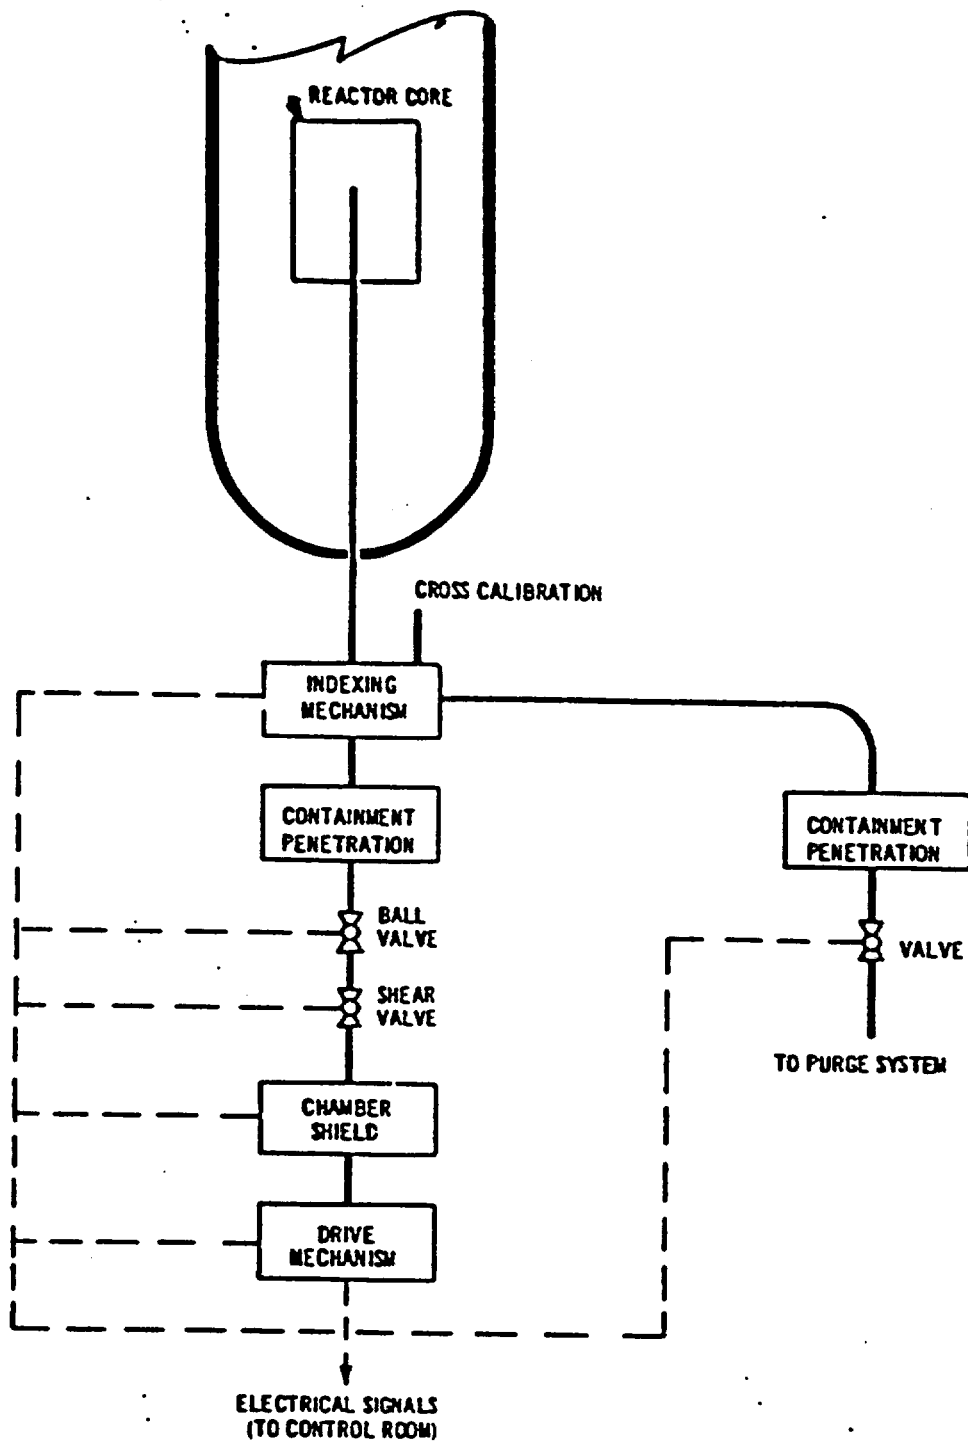 REACTOR CORE
CROSS CALIBRATION
INDEXING
MECHANISM
CONTAINMENT
PENETRATION
CONTAINMENT
PENETRATION
BALL
VALVE
VALVE
SHEAR
VALVE
TO PURGE SYSTEM
CHAMBER
SHIELD
DRIVE
MECHANISM
ELECTRICAL SIGNALS
(TO CONTROL ROOM)